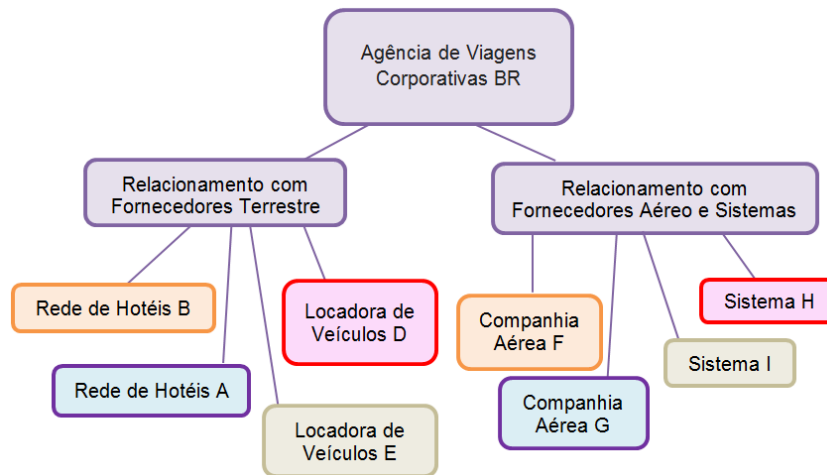 Agência de Viagens
Corporativas BR
Relacionamento com
Fornecedores Terrestre
Relacionamento com
Fornecedores Aéreo e Sistemas
Rede de Hotéis B
Locadora de
Veículos D
Companhia
Aérea F
Sistema H
Rede de Hotéis A
Sistema I
Locadora de
Veículos E
Companhia
Aérea G